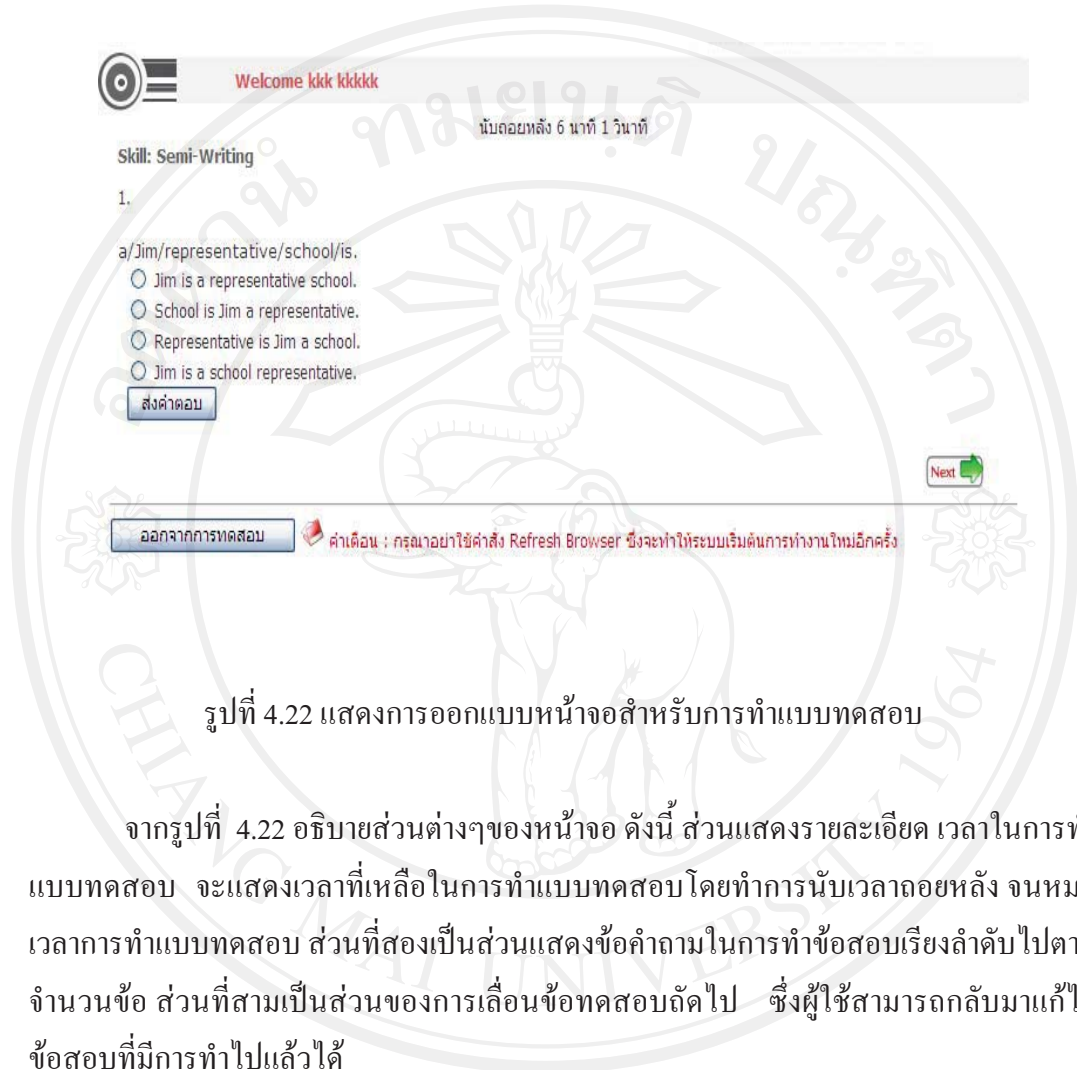 Welcome kkk kkkkk
นับถอยหลัง 6 นาที 1 วินาที
Skill: Semi-Writing
1.
a/Jim/representative/school/is.
Jim is a representative school.
School is Jim a representative.
Representative is Jim a school.
Jim is a school representative.
ส่งคำตอบ
Next
ออกจากการทดสอบ คำเตือน : กรุณาอย่าใช้คำสั่ง Refresh Browser ซึ่งจะทำให้ระบบเริ่มต้นการทำงานใหม่อีกครั้ง
รูปที่ 4.22 แสดงการออกแบบหน้าจอสำหรับการทำแบบทดสอบ
จากรูปที่ 4.22 อธิบายส่วนต่างๆของหน้าจอ ดังนี้ ส่วนแสดงรายละเอียด เวลาในการ
แบบทดสอบ จะแสดงเวลาที่เหลือในการทำแบบทดสอบโดยทำการนับเวลาถอยหลัง จน
เวลาการทำแบบทดสอบ ส่วนที่สองเป็นส่วนแสดงข้อคำถามในการทำข้อสอบเรียงลำดับไป
จำนวนข้อ ส่วนที่สามเป็นส่วนของการเลื่อนข้อทดสอบถัดไป ซึ่งผู้ใช้สามารถกลับมา
ข้อสอบที่มีการทำไปแล้วได้
CHIANG MAI UNIVERSITY 1964